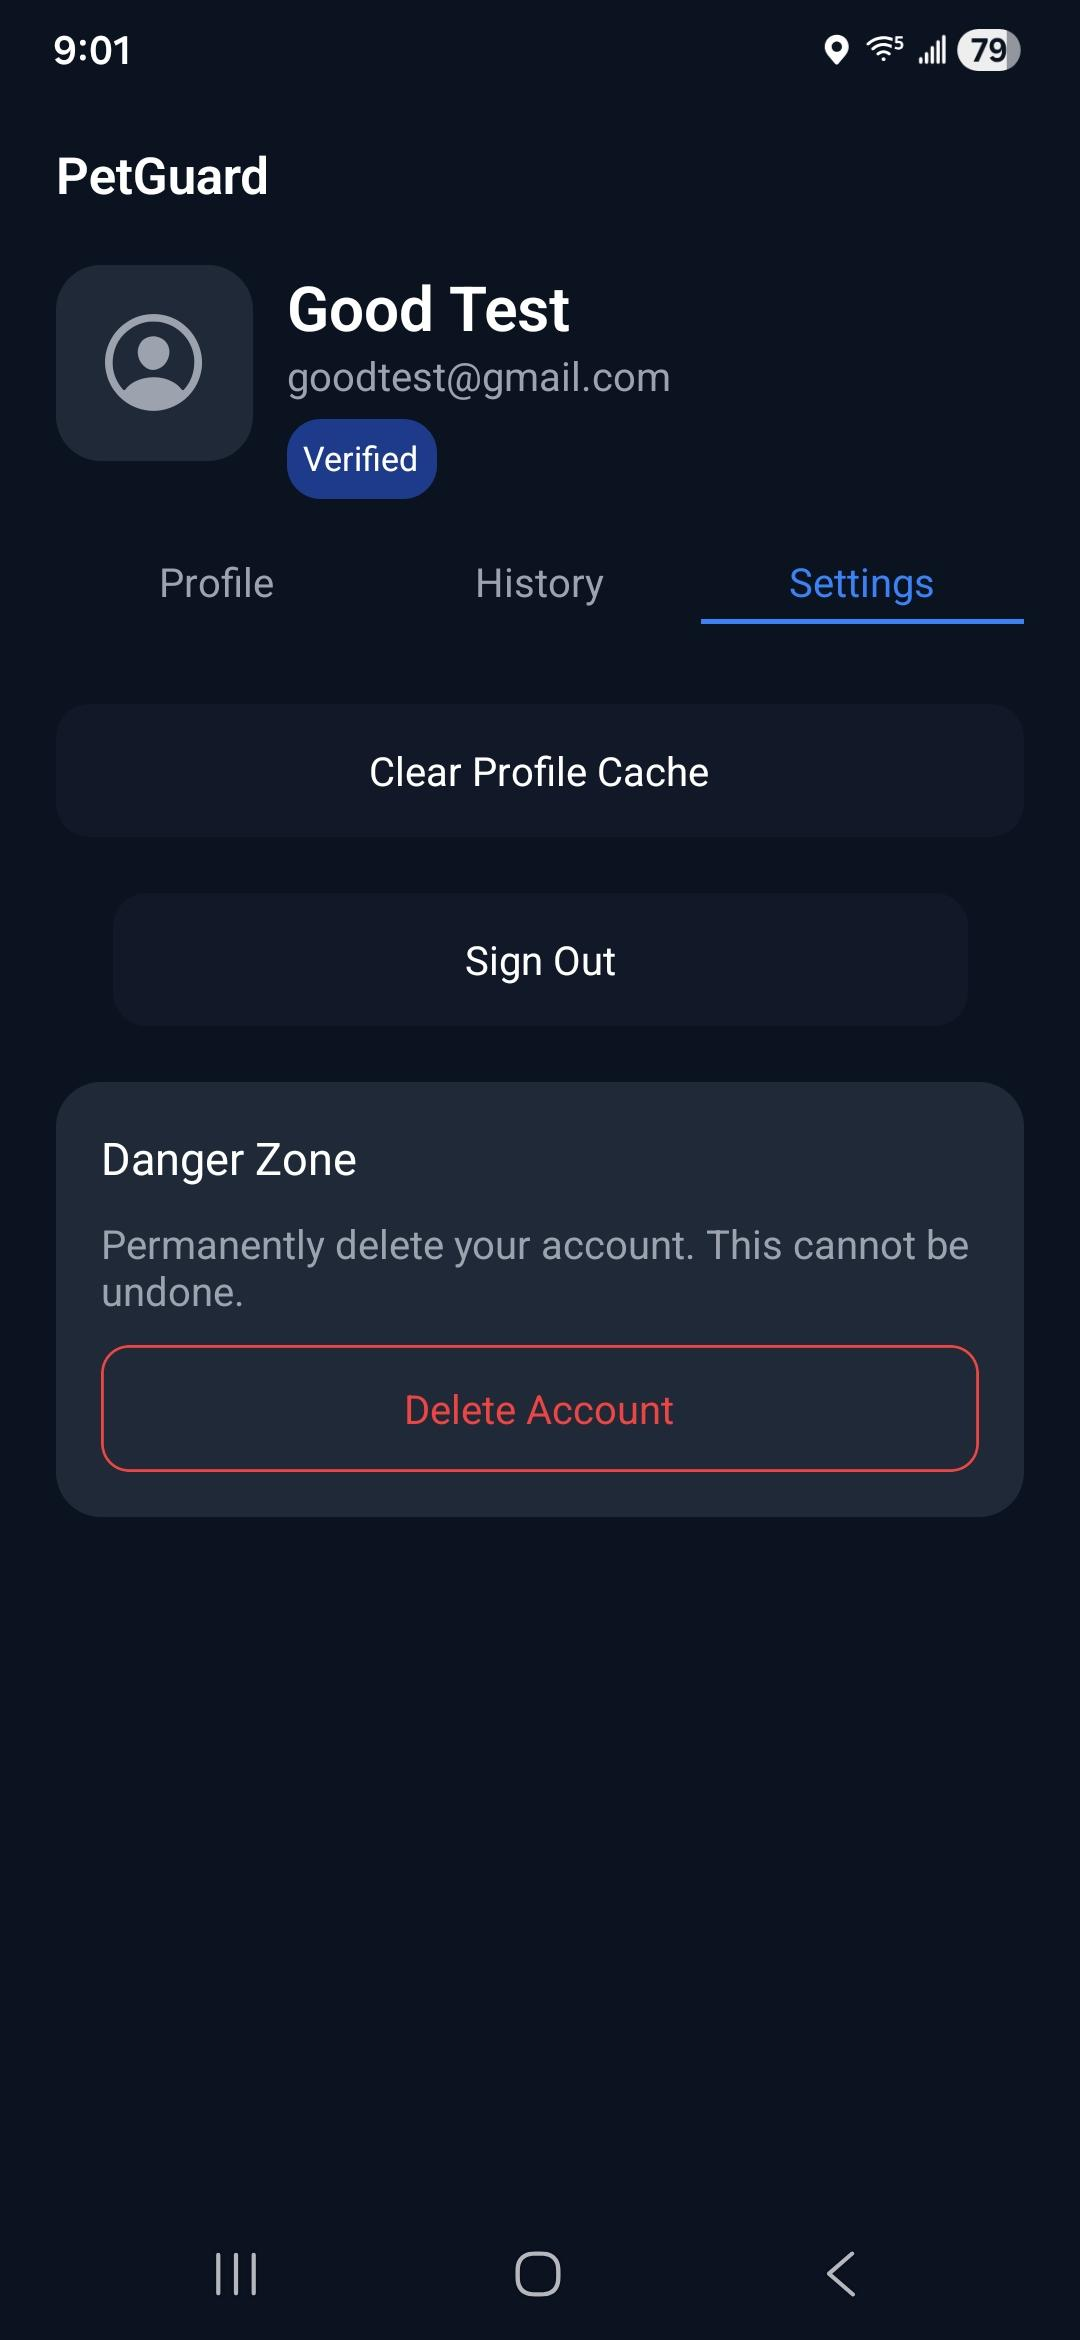 9:01
5
79
PetGuard
Good Test
goodtest@gmail.com
Verified
Profile History Settings
Clear Profile Cache
Sign Out
Danger Zone
Permanently delete your account. This cannot be
undone.
Delete Account